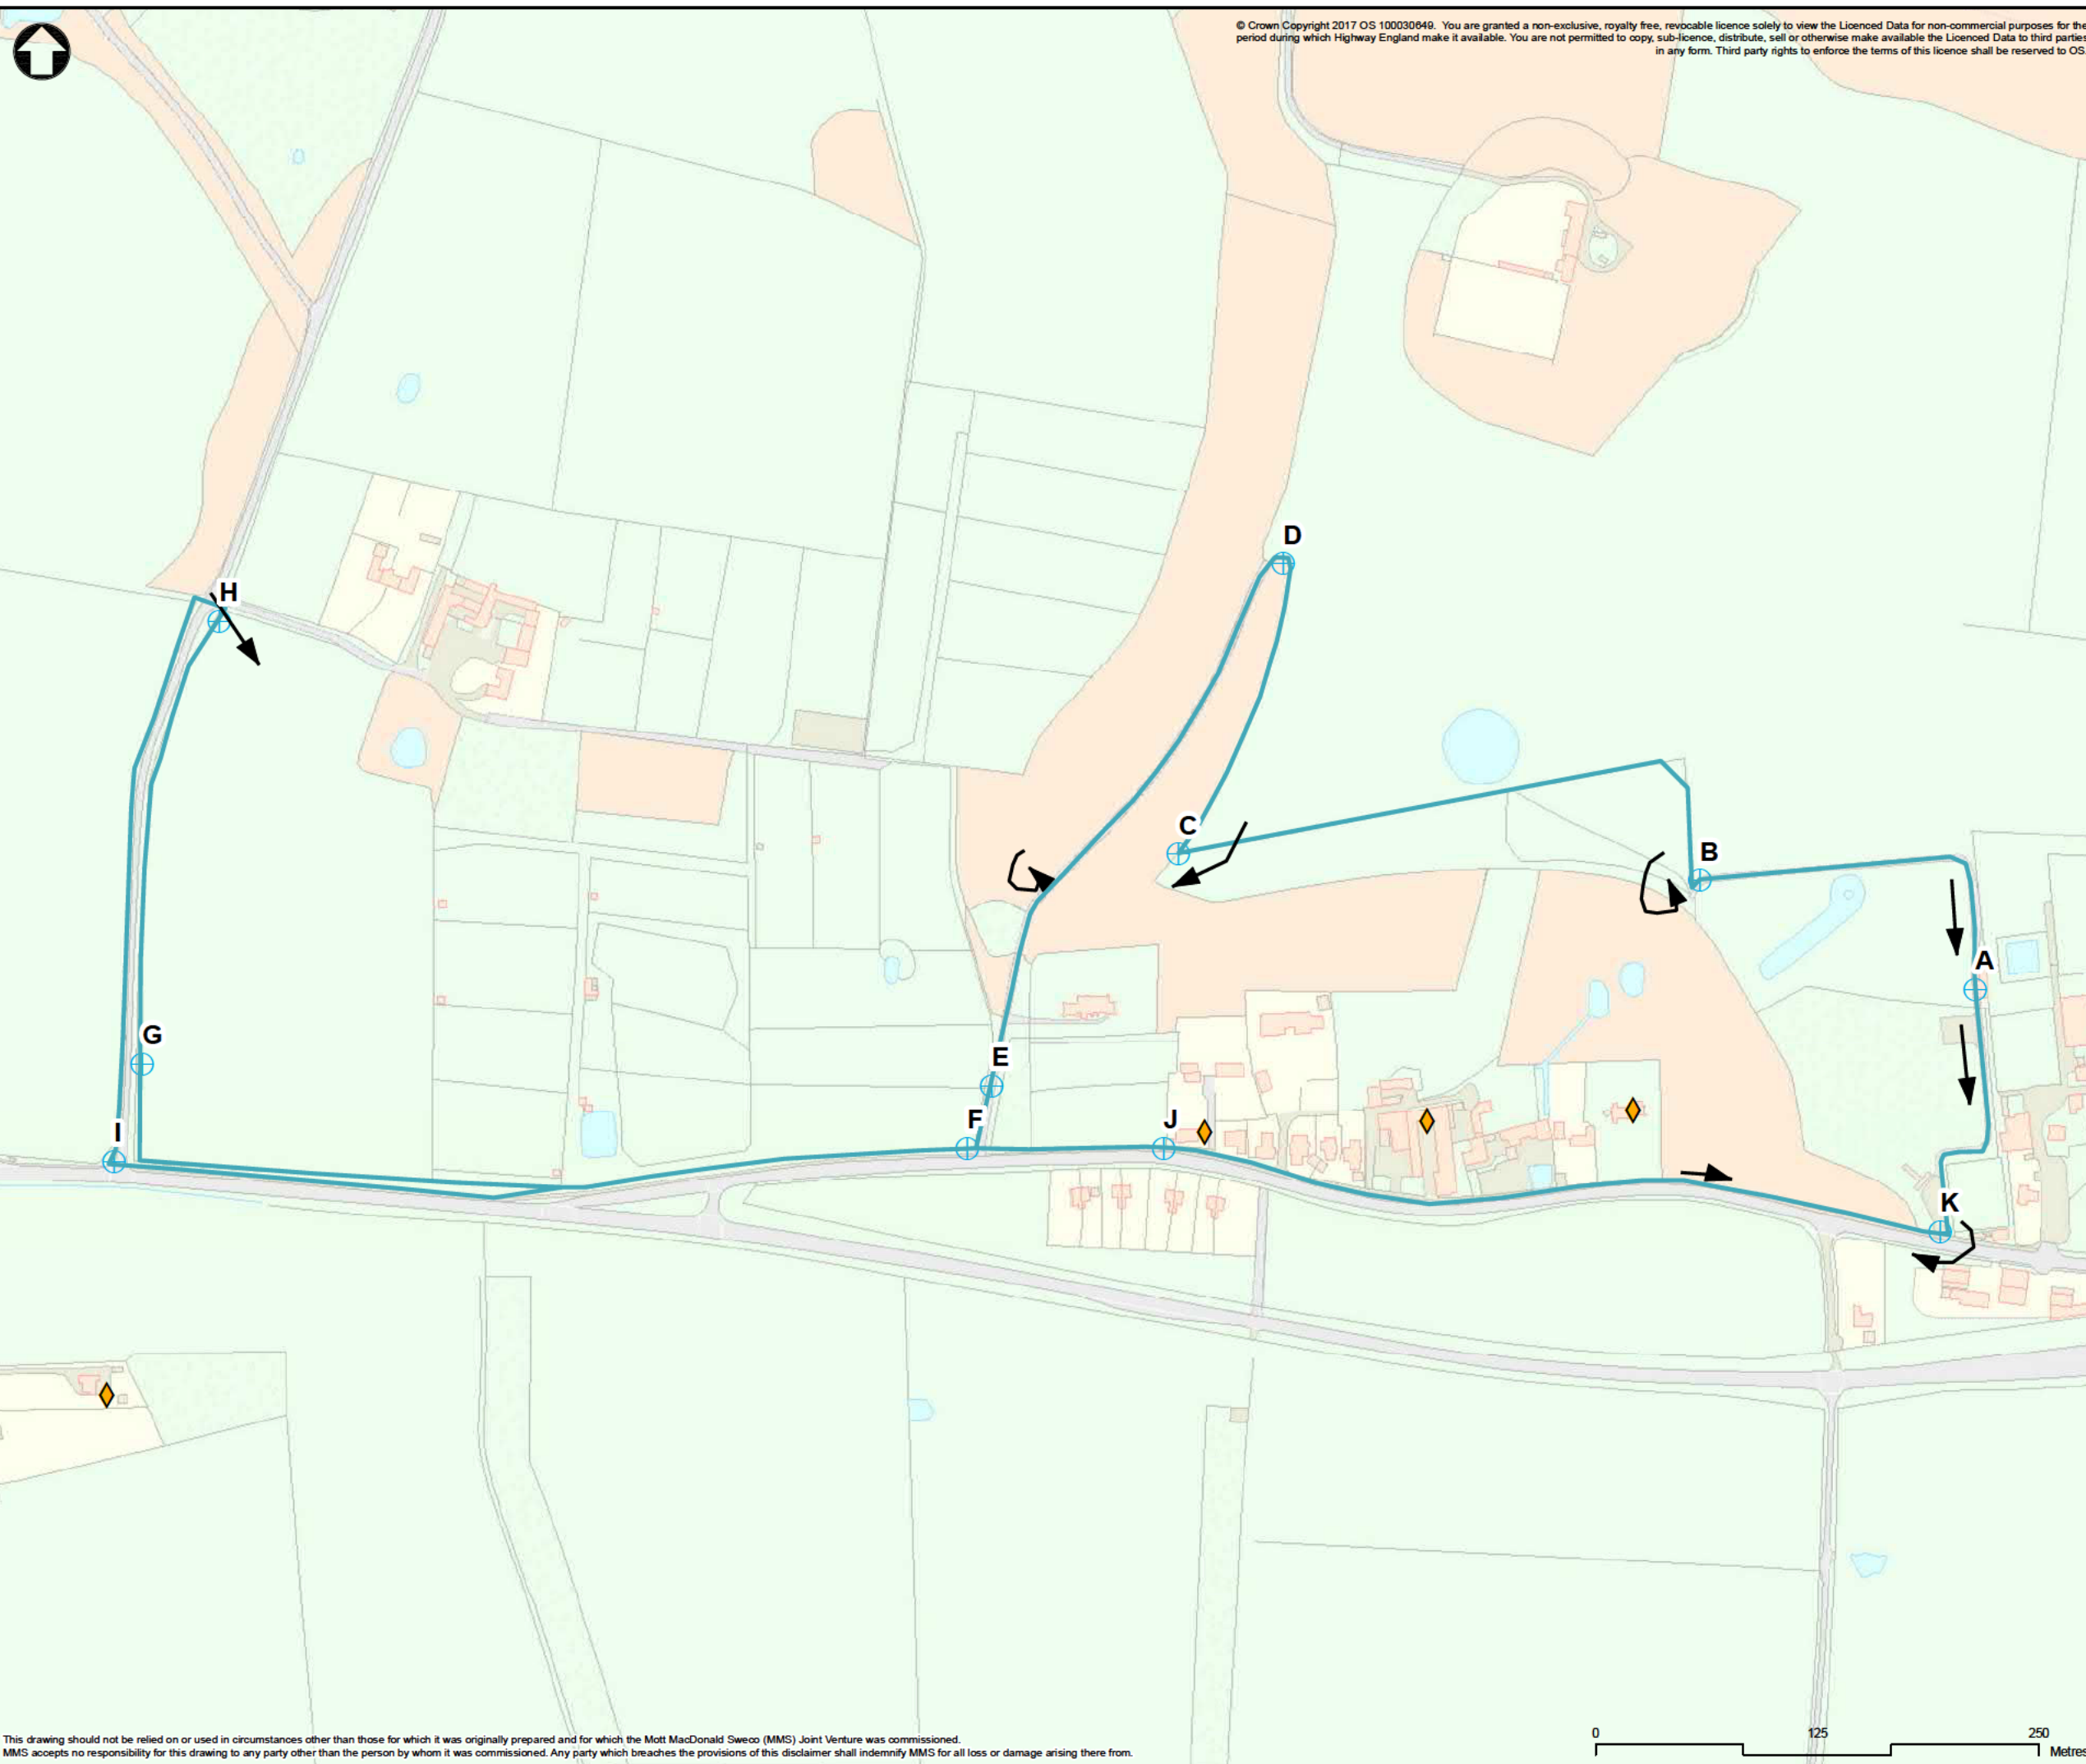 © Crown Copyright 2017 OS 100030649. You are granted a non-exclusive, royalty free, revocable licence solely to view the Licenced Data for non-commercial purposes for the
period during which Highway England make it available. You are not permitted to copy, sub-licence, distribute, sell or otherwise make available the Licenced Data to third parties
in any form. Third party rights to enforce the terms of this licence shall be reserved to OS.
D
H
C
B
A
G
E
F
J
I
K
0 125 250
Metres
This drawing should not be relied on or used in circumstances other than those for which it was originally prepared and for which the Mott MacDonald Sweco (MMS) Joint Venture was commissioned.
MMS accepts no responsibility for this drawing to any party other than the person by whom it was commissioned. Any party which breaches the provisions of this disclaimer shall indemnify MMS for all loss or damage arising there from.